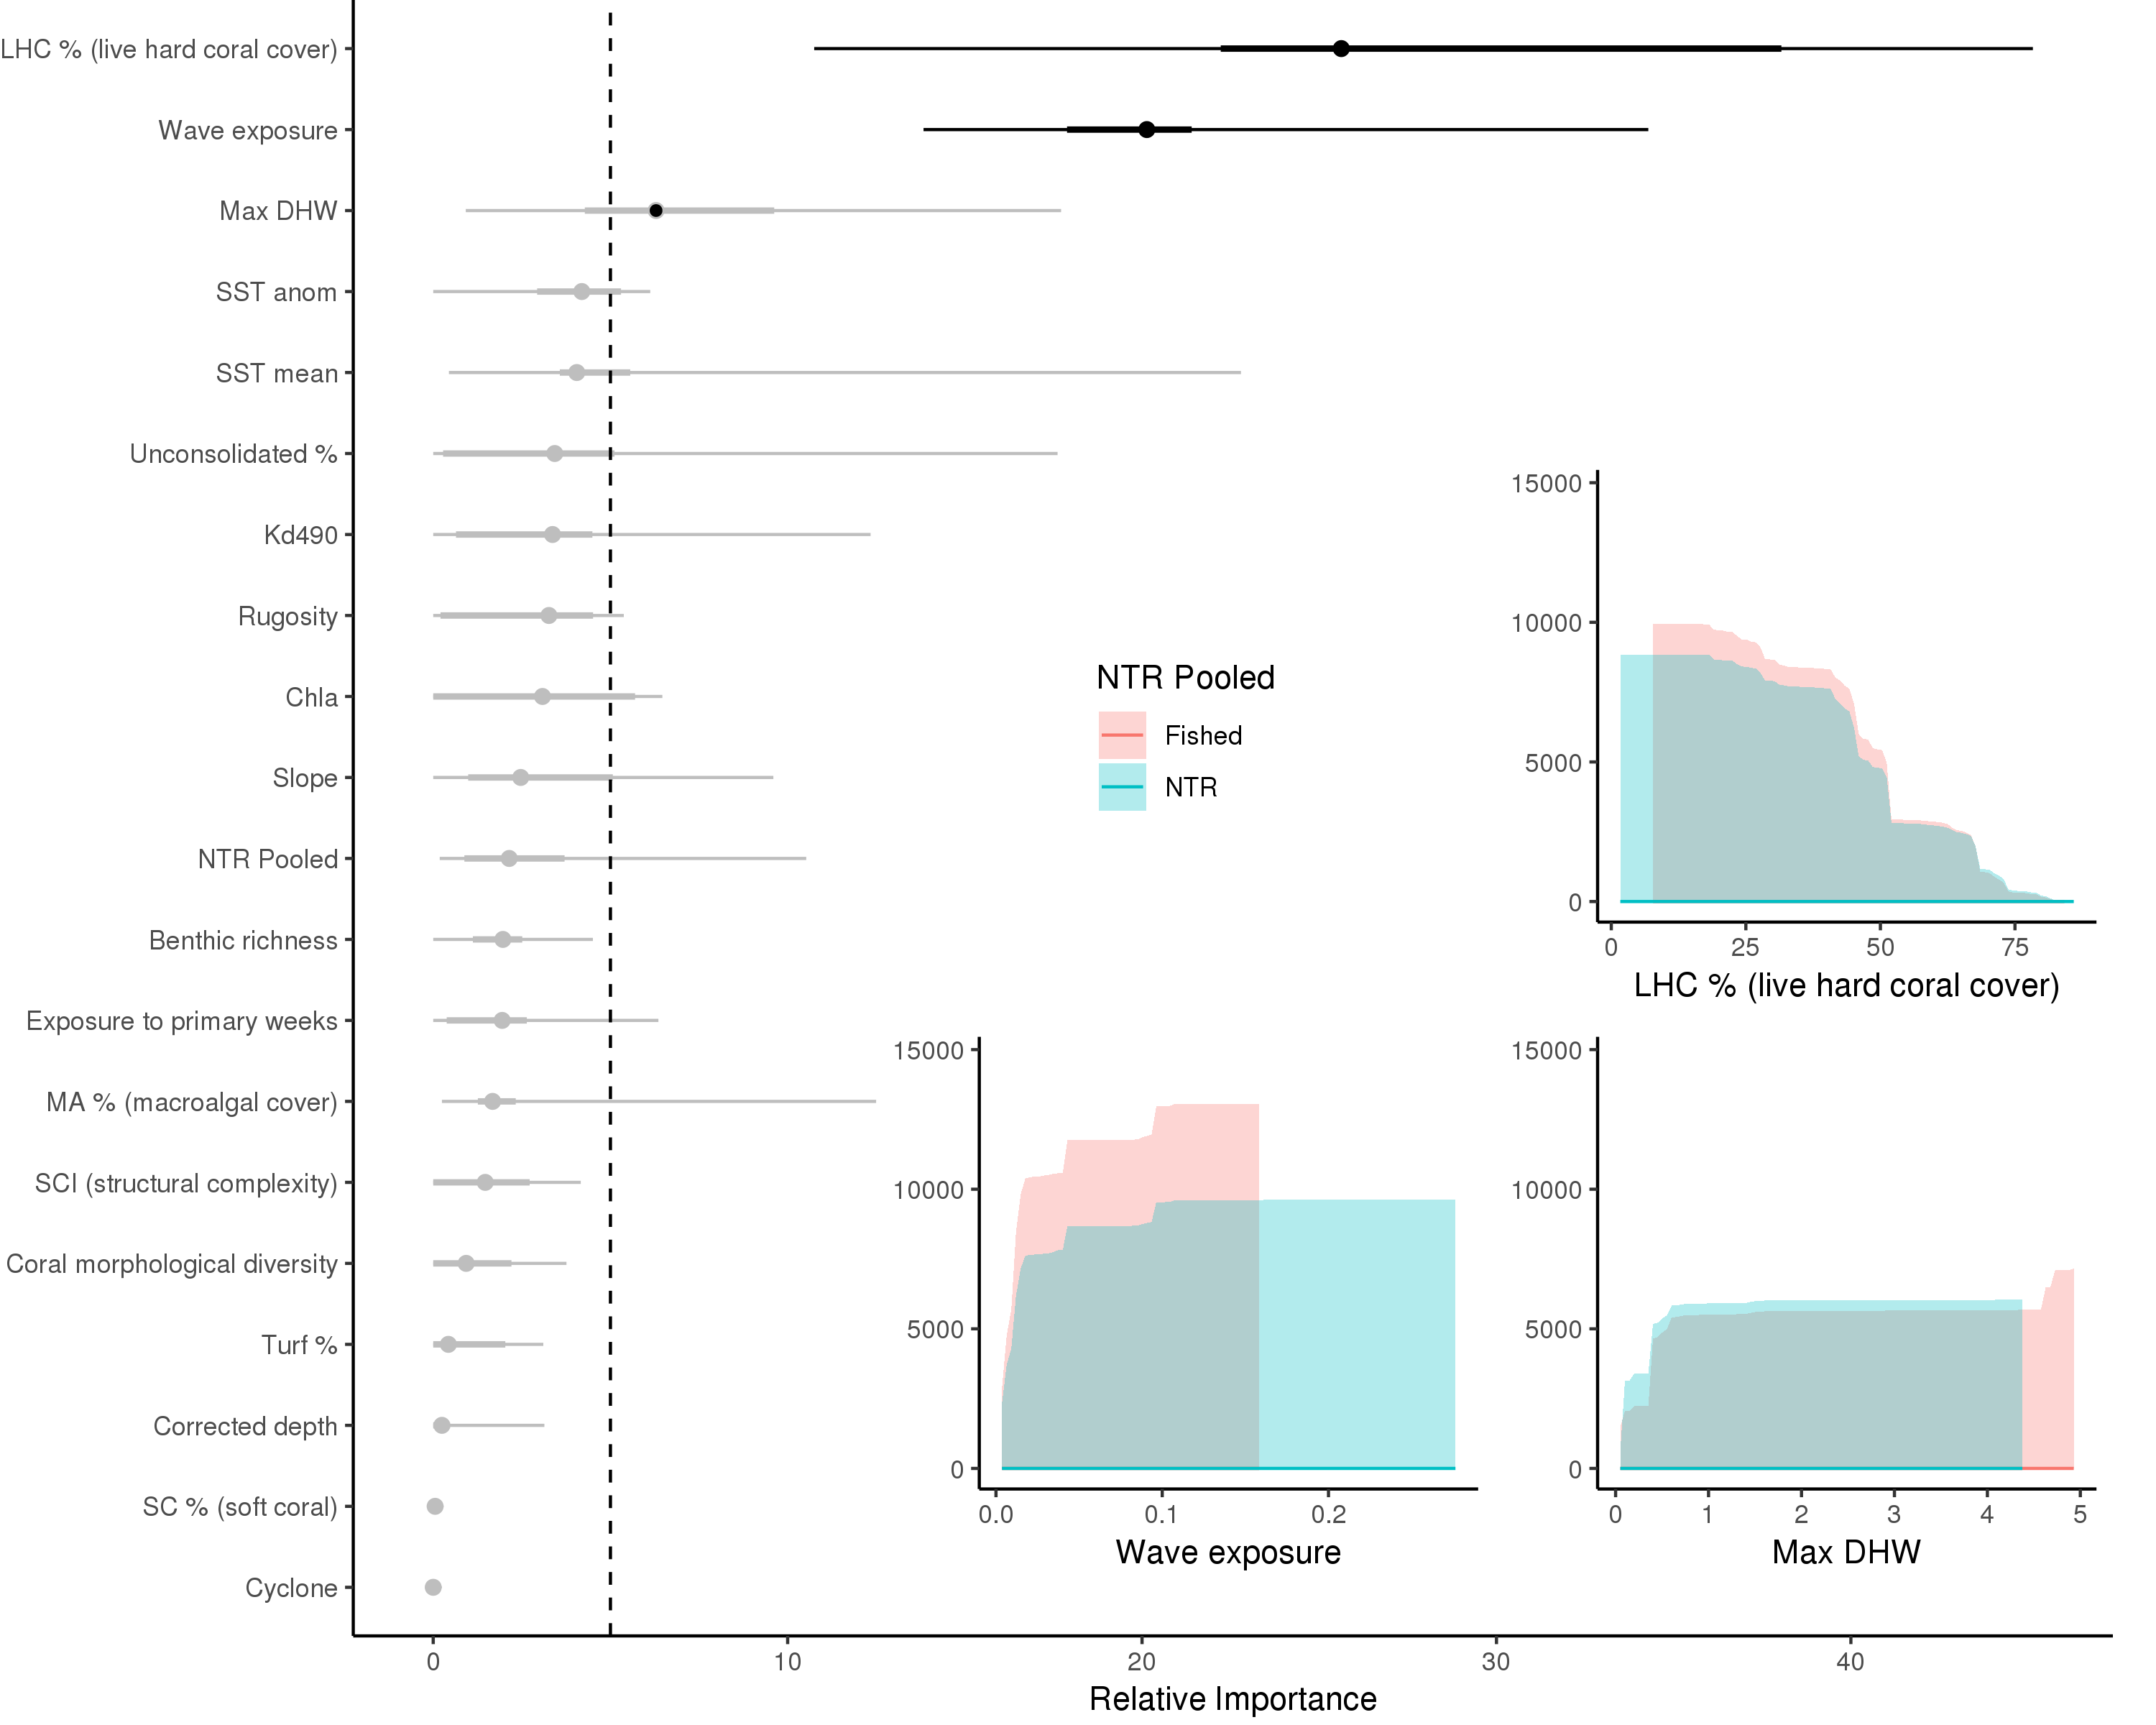 LHC % (live hard coral cover)
Wave exposure
Max DHW
SST anom
SST mean
Unconsolidated %
Kd490
Rugosity
Chla
Slope
NTR Pooled
Benthic richness
Exposure to primary weeks
MA % (macroalgal cover)
SCI (structural complexity)
Coral morphological diversity
Turf %
Corrected depth
SC % (soft coral)
Cyclone
0 10 20 30 40
Relative Importance
NTR Pooled
Fished
NTR
15000
10000
5000
0
0 25 50 75
LHC % (live hard coral cover)
15000
10000
5000
0
0.0 0.1 0.2
Wave exposure
15000
10000
5000
0
0 1 2 3 4 5
Max DHW